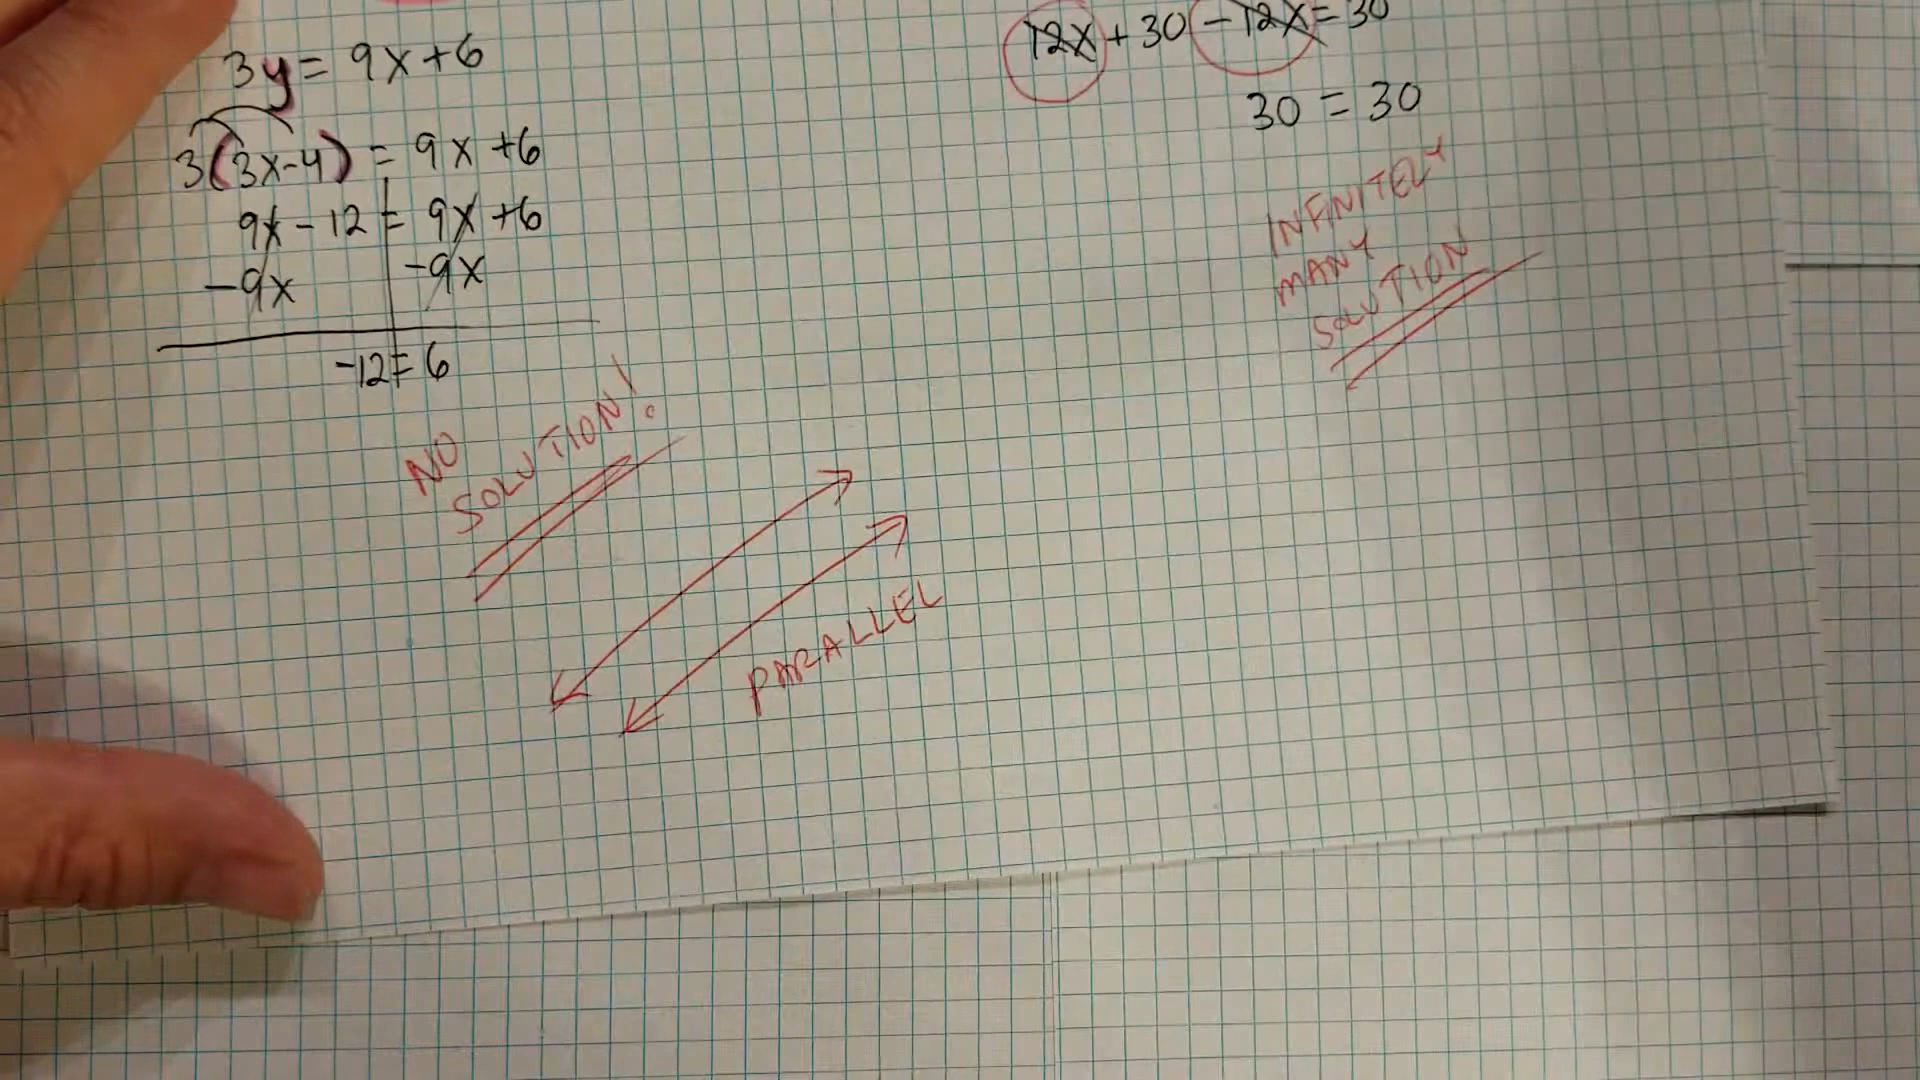 3y = 9x + 6
3(3x-4) = 9x + 6
9x - 12 = 9x + 6
-9x -9x
-12 = 6
NO
SOLUTION!
PARALLEL
12x + 30 - 12x = 30
30 = 30
INFINITELY
MANY
SOLUTION